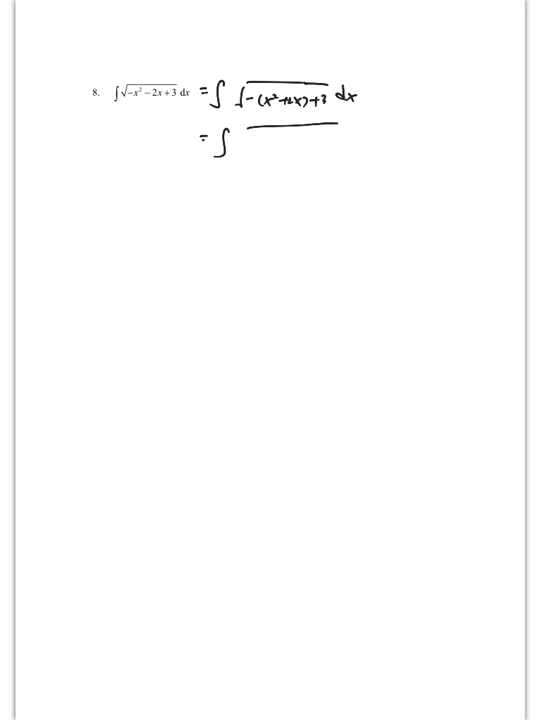 8. ∫√−x² − 2x + 3 dx = ∫ √−(x²+2x)+3 dx
= ∫